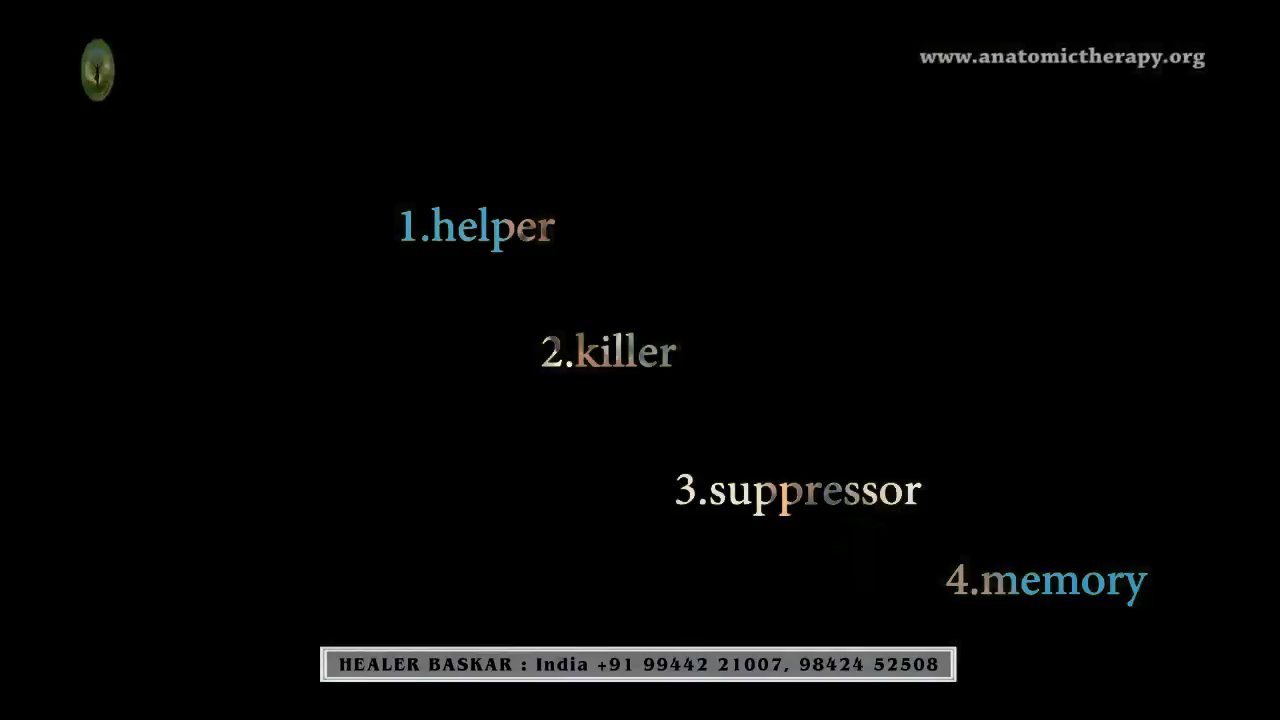 www.anatomictherapy.org
1.helper
2.killer
3.suppressor
4.memory
HEALER BASKAR : India +91 99442 21007, 98424 52508